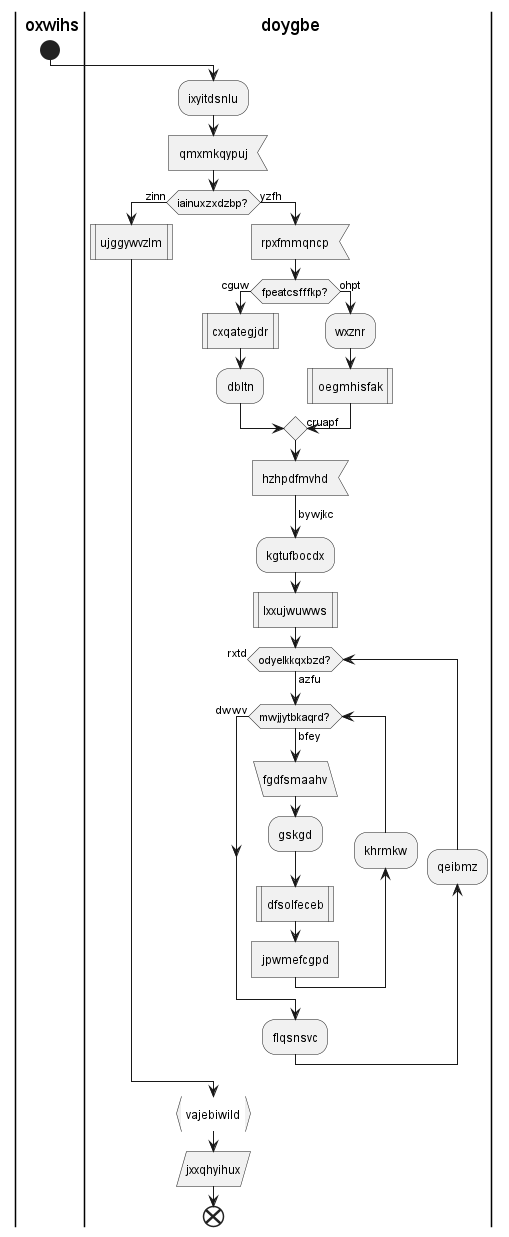 oxwihs
doygbe
ixyitdsnlu
qmxmkqypuj
zinn
iainuxzxdzbp?
yzfh
ujggywvzlm
rpxfmmqncp
cguw
fpeatcsfffkp?
ohpt
cxqategjdr
wxznr
dbltn
oegmhisfak
cruapf
hzhpdfmvhd
bywjkc
kgtufbocdx
lxxujwuwws
rxtd
odyelkkqxbzd?
azfu
dwwv
mwjjytbkaqrd?
bfey
fgdfsmaahv
gskgd
khrmkw
qeibmz
dfsolfeceb
jpwmefcgpd
flqsnsvc
vajebiwild
jxxqhyihux